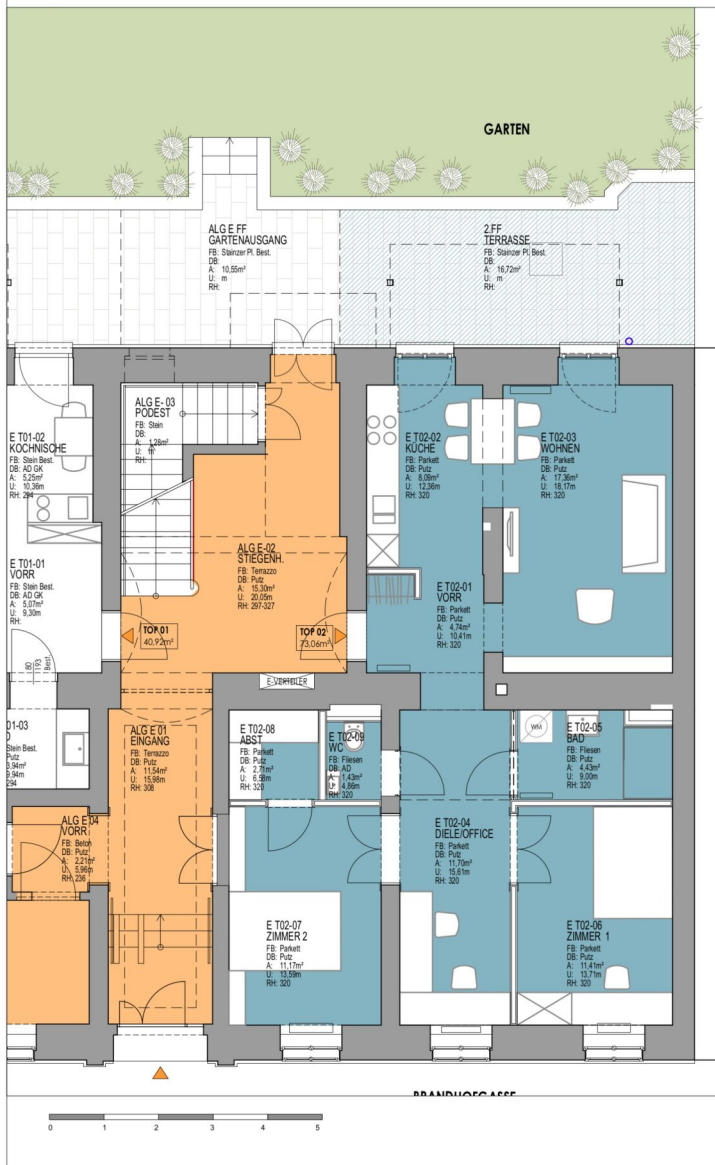 GARTEN
ALG E FF
GARTENAUSGANG
FB: Stainzer Pl. Best.
DB:
A: 10,55m²
U: m
RH:
2.FF
TERRASSE
FB: Stainzer Pl. Best.
DB:
A: 16,72m²
U: m
RH:
ALG E- 03
PODEST
FB: Stein
DB:
A: 1,28m²
U: m
RH:
E T01-02
KOCHNISCHE
FB: Stein Best.
DB: AD GK
A: 5,25m²
U: 10,36m
RH: 294
E T02-02
KÜCHE
FB: Parkett
DB: Putz
A: 8,09m²
U: 12,36m
RH: 320
E T02-03
WOHNEN
FB: Parkett
DB: Putz
A: 17,36m²
U: 18,17m
RH: 320
ALG E-02
STIEGENH.
FB: Terrazzo
DB: Putz
A: 15,30m²
U: 20,05m
RH: 297-327
E T01-01
VORR
FB: Stein Best.
DB: AD GK
A: 5,07m²
U: 9,30m
RH:
E T02-01
VORR
FB: Parkett
DB: Putz
A: 4,74m²
U: 10,41m
RH: 320
TOP 01
40,92m²
TOP 02
73,06m²
80
193
Best.
E-VERTEILER
01-03
D
Stein Best.
Putz
3,94m²
9,94m
294
ALG E 01
EINGANG
FB: Terrazzo
DB: Putz
A: 11,54m²
U: 15,98m
RH: 308
E T02-08
ABST
FB: Parkett
DB: Putz
A: 2,71m²
U: 6,58m
RH: 320
E T02-09
WC
FB: Fliesen
DB: AD
A: 1,43m²
U: 4,86m
RH: 320
WM
E T02-05
BAD
FB: Fliesen
DB: Putz
A: 4,43m²
U: 9,00m
RH: 320
ALG E 04
VORR
FB: Beton
DB: Putz
A: 2,21m²
U: 5,96m
RH: 236
E T02-04
DIELE/OFFICE
FB: Parkett
DB: Putz
A: 11,70m²
U: 15,61m
RH: 320
E T02-07
ZIMMER 2
FB: Parkett
DB: Putz
A: 11,17m²
U: 13,59m
RH: 320
E T02-06
ZIMMER 1
FB: Parkett
DB: Putz
A: 11,41m²
U: 13,71m
RH: 320
BRANDHOFGASSE
0 1 2 3 4 5